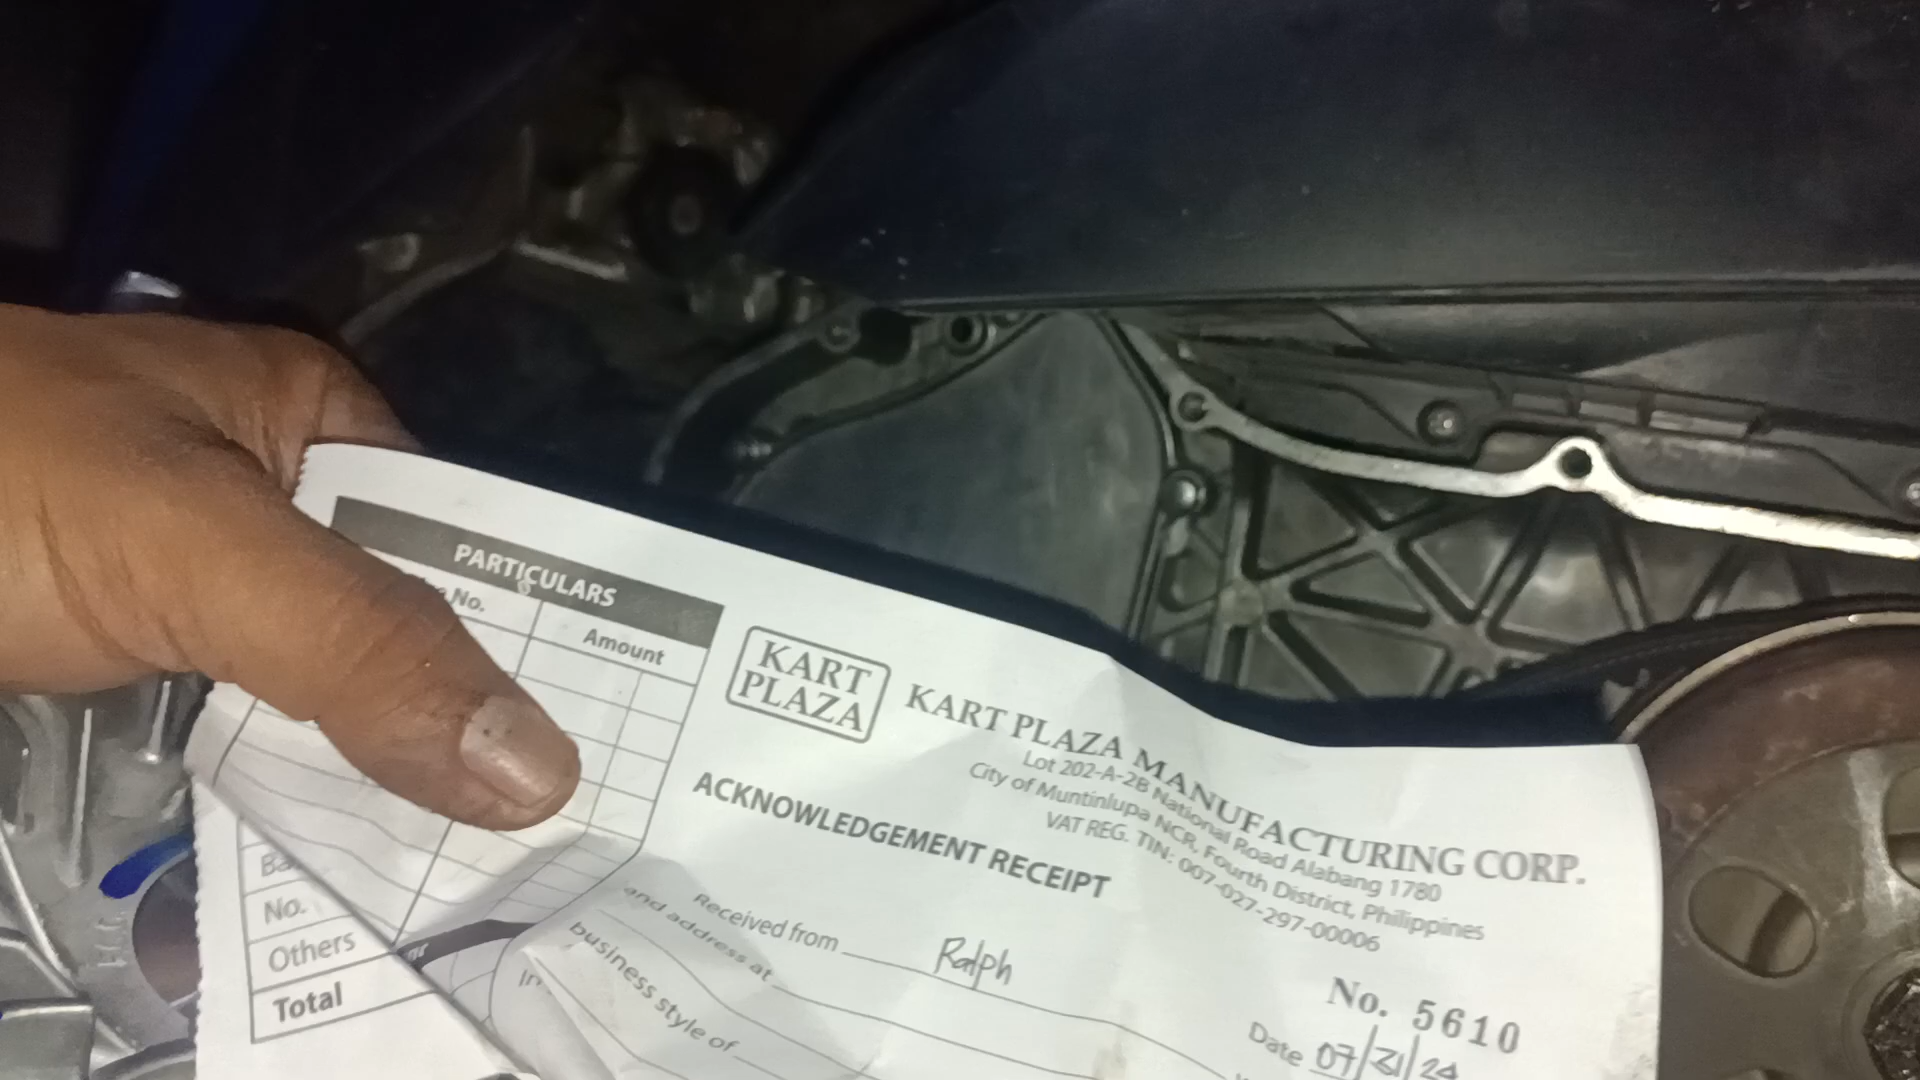 PARTICULARS
No.
Amount
Others
Total
No.
KART
PLAZA
KART PLAZA MANUFACTURING CORP.
Lot 202-A-2B National Road Alabang 1780
City of Muntinlupa NCR, Fourth District, Philippines
VAT REG. TIN: 007-027-297-00006
ACKNOWLEDGEMENT RECEIPT
No. 5610
Date 07/31/24
Received from Ralph
and address at
business style of